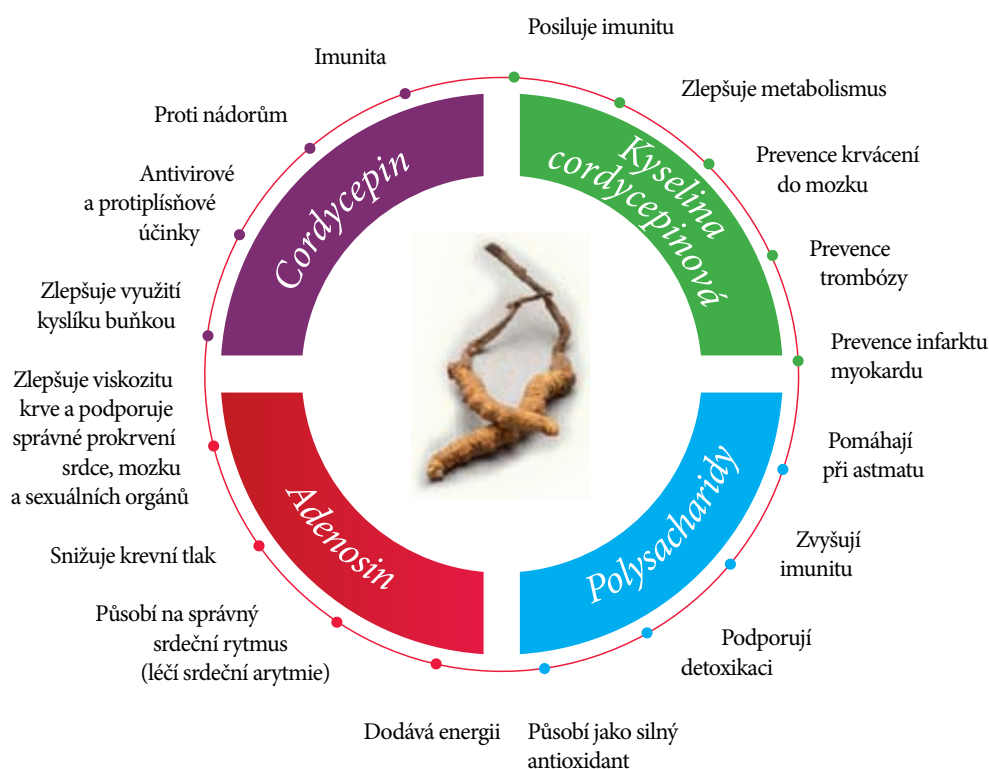 Posiluje imunitu
Imunita
Zlepšuje metabolismus
Proti nádorům
Prevence krvácení
do mozku
Antivirové
a protiplísňové
účinky
Prevence
trombózy
Zlepšuje využití
kyslíku buňkou
Prevence infarktu
myokardu
Zlepšuje viskozitu
krve a podporuje
správné prokrvení
srdce, mozku
a sexuálních orgánů
Pomáhají
při astmatu
Snižuje krevní tlak
Zvyšují
imunitu
Působí na správný
srdeční rytmus
(léčí srdeční arytmie)
Podporují
detoxikaci
Dodává energii
Působí jako silný
antioxidant
Cordycepin
Kyselina
cordycepinová
Adenosin
Polysacharidy